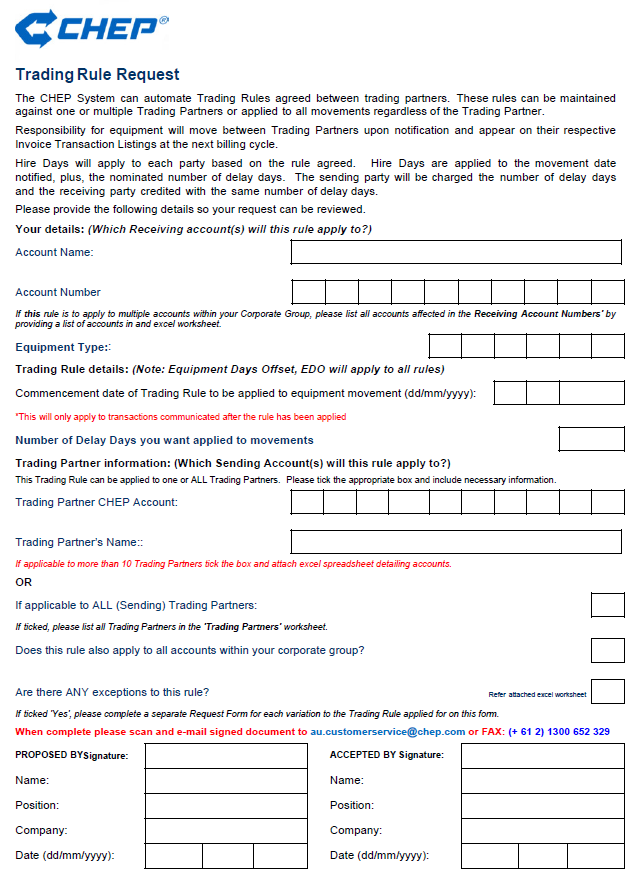 CHEP®
Trading Rule Request
The CHEP System can automate Trading Rules agreed between trading partners. These rules can be maintained
against one or multiple Trading Partners or applied to all movements regardless of the Trading Partner.
Responsibility for equipment will move between Trading Partners upon notification and appear on their respective
Invoice Transaction Listings at the next billing cycle.
Hire Days will apply to each party based on the rule agreed. Hire Days are applied to the movement date
notified, plus, the nominated number of delay days. The sending party will be charged the number of delay days
and the receiving party credited with the same number of delay days.
Please provide the following details so your request can be reviewed.
Your details: (Which Receiving account(s) will this rule apply to?)
Account Name:
Account Number
If this rule is to apply to multiple accounts within your Corporate Group, please list all accounts affected in the Receiving Account Numbers' by
providing a list of accounts in and excel worksheet.
Equipment Type::
Trading Rule details: (Note: Equipment Days Offset, EDO will apply to all rules)
Commencement date of Trading Rule to be applied to equipment movement (dd/mm/yyyy):
*This will only apply to transactions communicated after the rule has been applied
Number of Delay Days you want applied to movements
Trading Partner information: (Which Sending Account(s) will this rule apply to?)
This Trading Rule can be applied to one or ALL Trading Partners. Please tick the appropriate box and include necessary information.
Trading Partner CHEP Account:
Trading Partner's Name::
If applicable to more than 10 Trading Partners tick the box and attach excel spreadsheet detailing accounts.
OR
If applicable to ALL (Sending) Trading Partners:
If ticked, please list all Trading Partners in the 'Trading Partners' worksheet.
Does this rule also apply to all accounts within your corporate group?
Are there ANY exceptions to this rule? Refer attached excel worksheet
If ticked 'Yes', please complete a separate Request Form for each variation to the Trading Rule applied for on this form.
When complete please scan and e-mail signed document to au.customerservice@chep.com or FAX: (+ 61 2) 1300 652 329
PROPOSED BY Signature: ACCEPTED BY Signature:
Name: Name:
Position: Position:
Company: Company:
Date (dd/mm/yyyy): Date (dd/mm/yyyy):